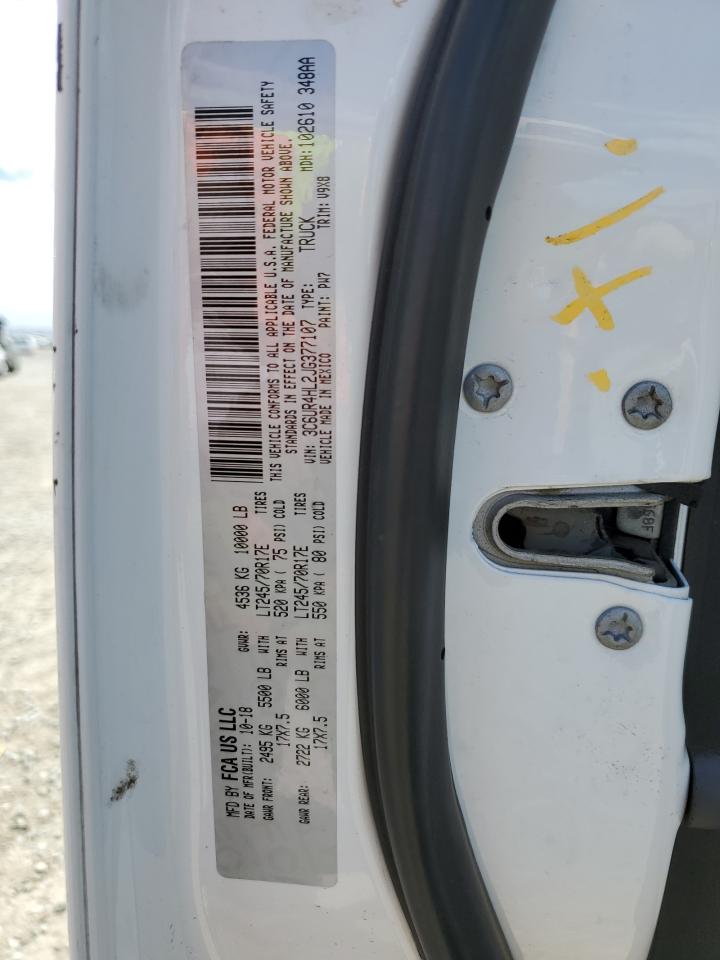 MFD BY FCA US LLC
DATE OF MFR(BUILT): 10-18 GVWR: 4536 KG 10000 LB
GAWR FRONT: 2495 KG 5500 LB WITH LT245/70R17E TIRES
17X7.5 RIMS AT 520 KPA ( 75 PSI) COLD
GAWR REAR: 2722 KG 6000 LB WITH LT245/70R17E TIRES
17X7.5 RIMS AT 550 KPA ( 80 PSI) COLD
THIS VEHICLE CONFORMS TO ALL APPLICABLE U.S.A. FEDERAL MOTOR VEHICLE SAFETY
STANDARDS IN EFFECT ON THE DATE OF MANUFACTURE SHOWN ABOVE.
VIN: 3C6UR4HL2JG377107 TYPE: TRUCK MDH: 102610 348AA
VEHICLE MADE IN MEXICO PAINT: PW7 TRIM: V9X8